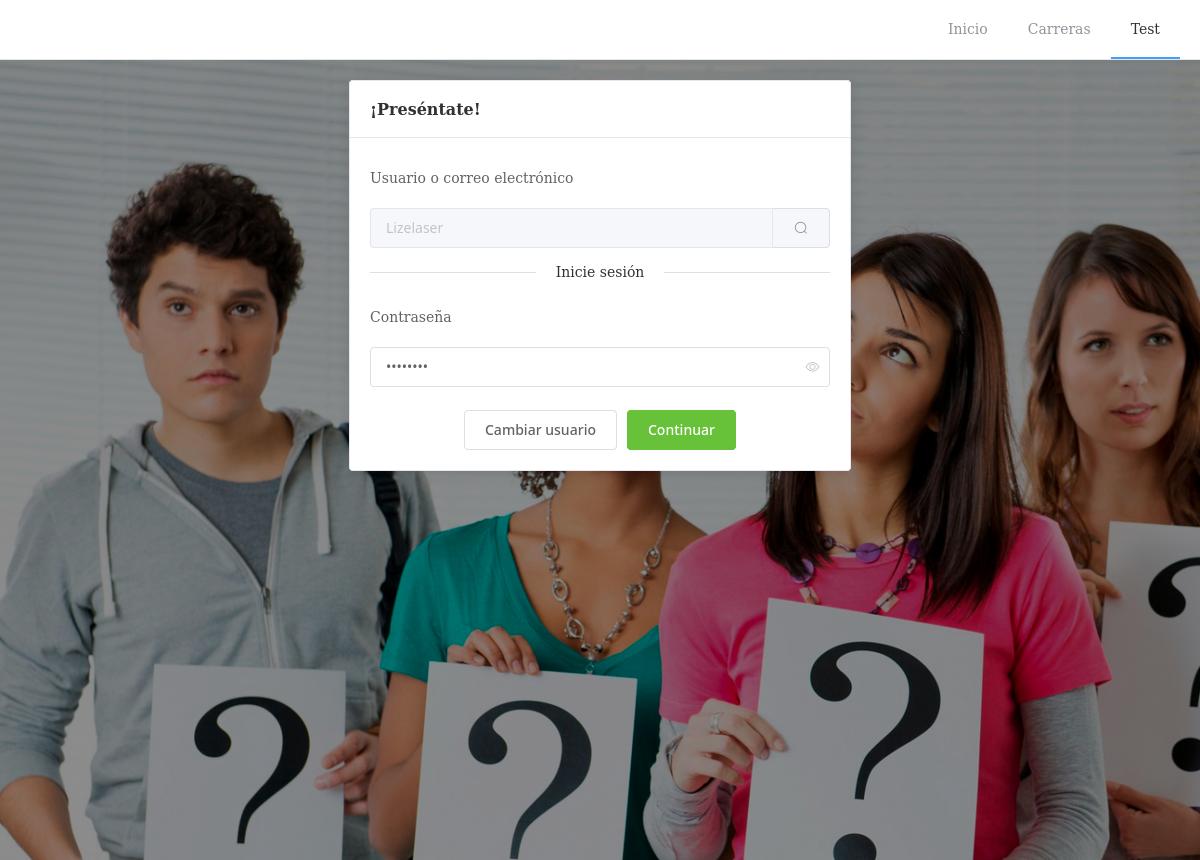 Inicio Carreras Test
¡Preséntate!
Usuario o correo electrónico
Lizelaser
Inicie sesión
Contraseña
••••••••
Cambiar usuario Continuar
? ? ? ?